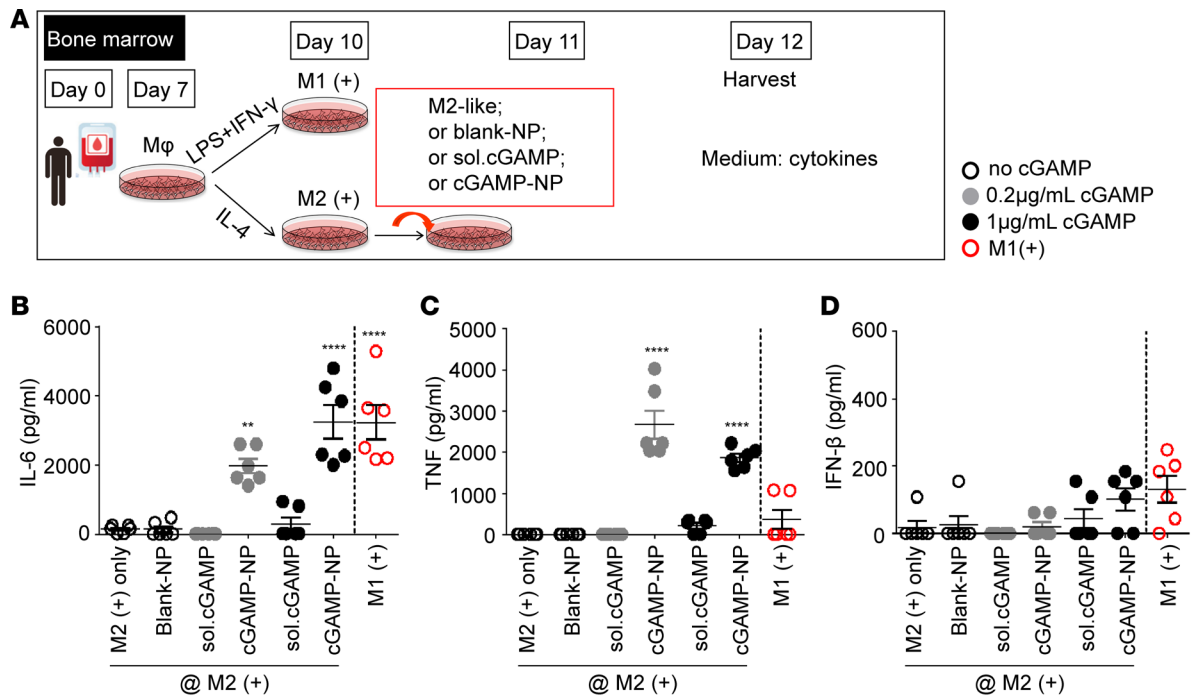 A
Bone marrow
Day 0
Day 7
Day 10
Day 11
Day 12
Mφ
LPS+IFN-γ
IL-4
M1 (+)
M2 (+)
M2-like;
or blank-NP;
or sol.cGAMP;
or cGAMP-NP
Harvest
Medium: cytokines
no cGAMP
0.2µg/mL cGAMP
1µg/mL cGAMP
M1(+)
B
IL-6 (pg/ml)
6000
4000
2000
0
**
****
****
M2 (+) only
Blank-NP
sol.cGAMP
cGAMP-NP
sol.cGAMP
cGAMP-NP
M1 (+)
@ M2 (+)
C
TNF (pg/ml)
5000
4000
3000
2000
1000
0
****
****
M2 (+) only
Blank-NP
sol.cGAMP
cGAMP-NP
sol.cGAMP
cGAMP-NP
M1 (+)
@ M2 (+)
D
IFN-β (pg/ml)
600
400
200
0
M2 (+) only
Blank-NP
sol.cGAMP
cGAMP-NP
sol.cGAMP
cGAMP-NP
M1 (+)
@ M2 (+)